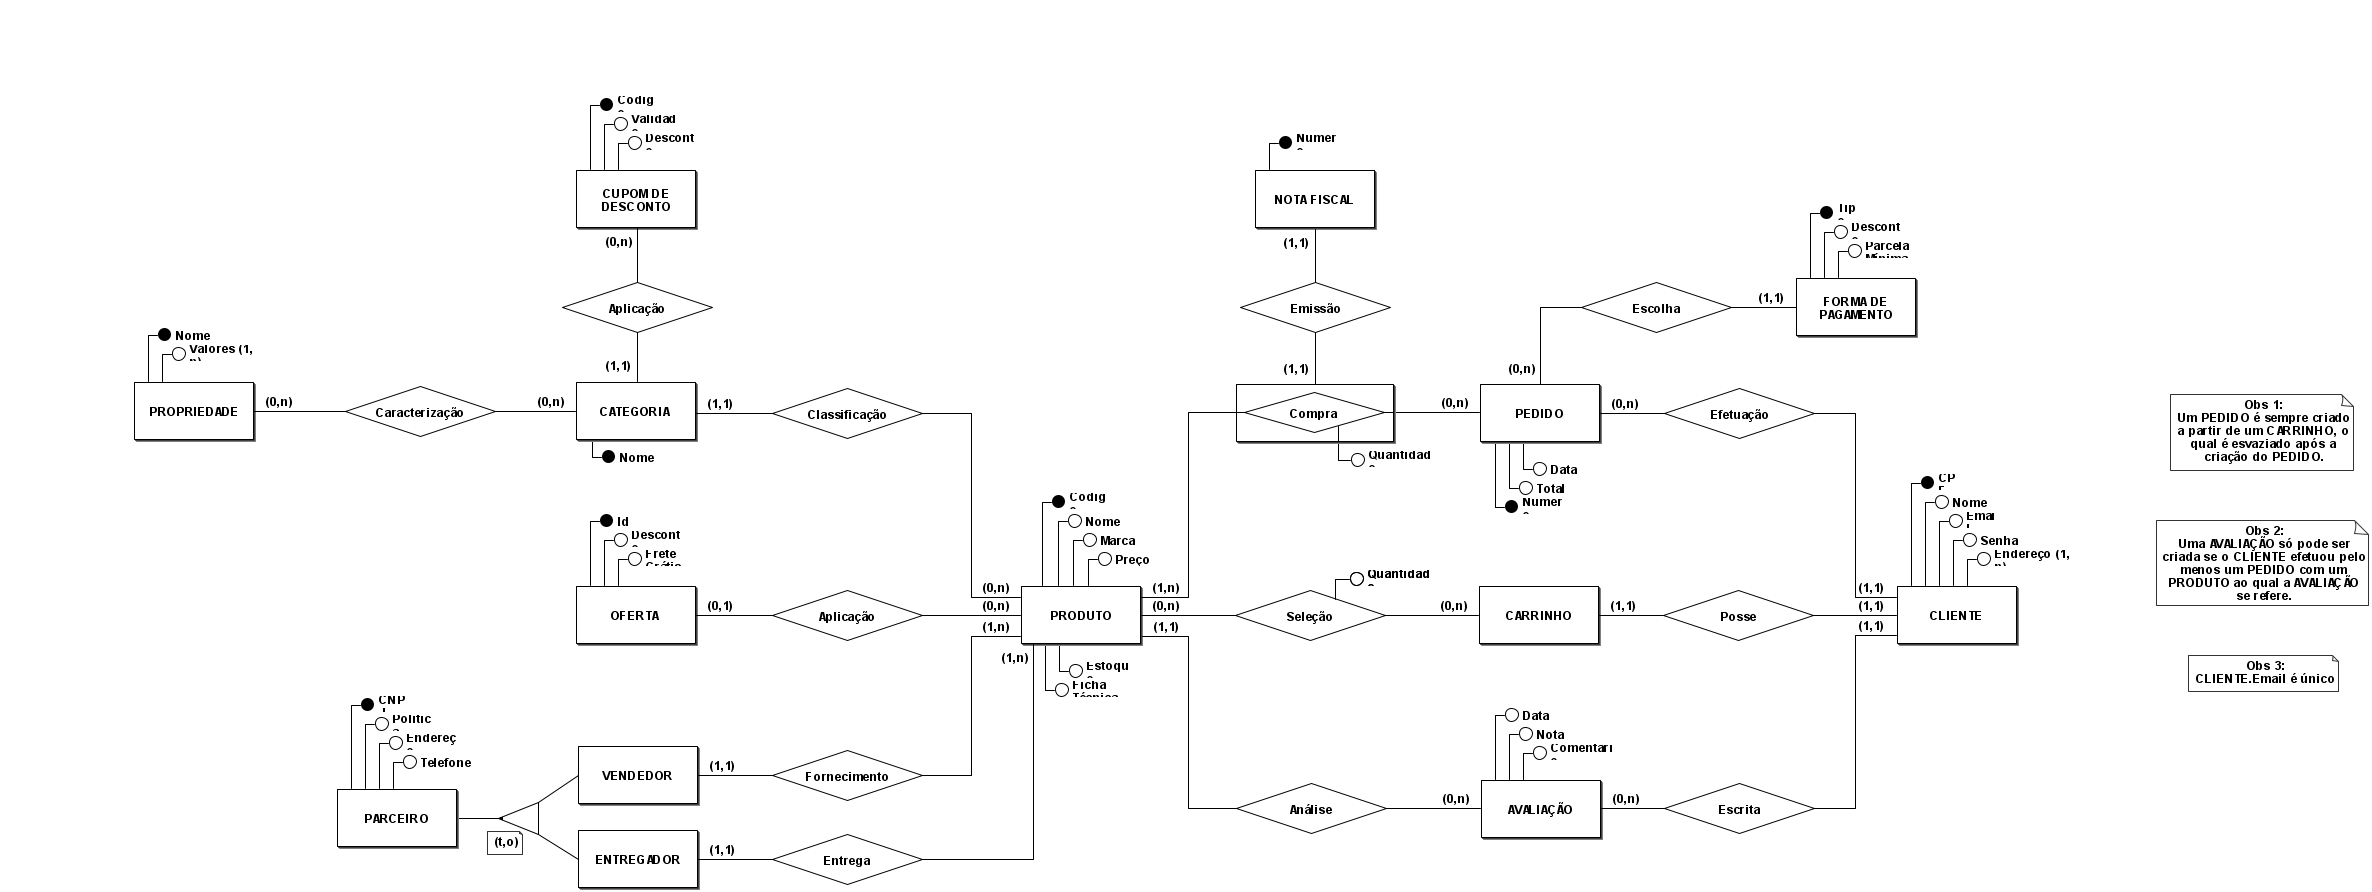 Codig
Validad
Descont
CUPOM DE
DESCONTO
(0,n)
Aplicação
(1,1)
Nome
Valores (1,
n)
PROPRIEDADE
(0,n)
Caracterização
(0,n)
CATEGORIA
Nome
(1,1)
Classificação
(0,n)
Id
Descont
Frete
Grátis
OFERTA
(0,1)
Aplicação
(0,n)
CNP
Politic
Endereç
Telefone
PARCEIRO
(t,o)
VENDEDOR
(1,1)
Fornecimento
(1,n)
ENTREGADOR
(1,1)
Entrega
(1,n)
Codig
Nome
Marca
Preço
PRODUTO
Estoqu
Ficha
Técnica
Numer
NOTA FISCAL
(1,1)
Emissão
(1,1)
Compra
Quantidad
(1,n)
(0,n)
PEDIDO
Data
Total
Numer
(0,n)
Escolha
(1,1)
Tip
Descont
Parcela
Mínima
FORMA DE
PAGAMENTO
(0,n)
Efetuação
(1,1)
(0,n)
Quantidad
Seleção
(0,n)
CARRINHO
(1,1)
Posse
(1,1)
CP
Nome
Emai
Senha
Endereço (1,
n)
CLIENTE
(1,1)
Análise
(0,n)
Data
Nota
Comentári
AVALIAÇÃO
(0,n)
Escrita
(1,1)
Obs 1:
Um PEDIDO é sempre criado
a partir de um CARRINHO, o
qual é esvaziado após a
criação do PEDIDO.
Obs 2:
Uma AVALIAÇÃO só pode ser
criada se o CLIENTE efetuou pelo
menos um PEDIDO com um
PRODUTO ao qual a AVALIAÇÃO
se refere.
Obs 3:
CLIENTE.Email é único